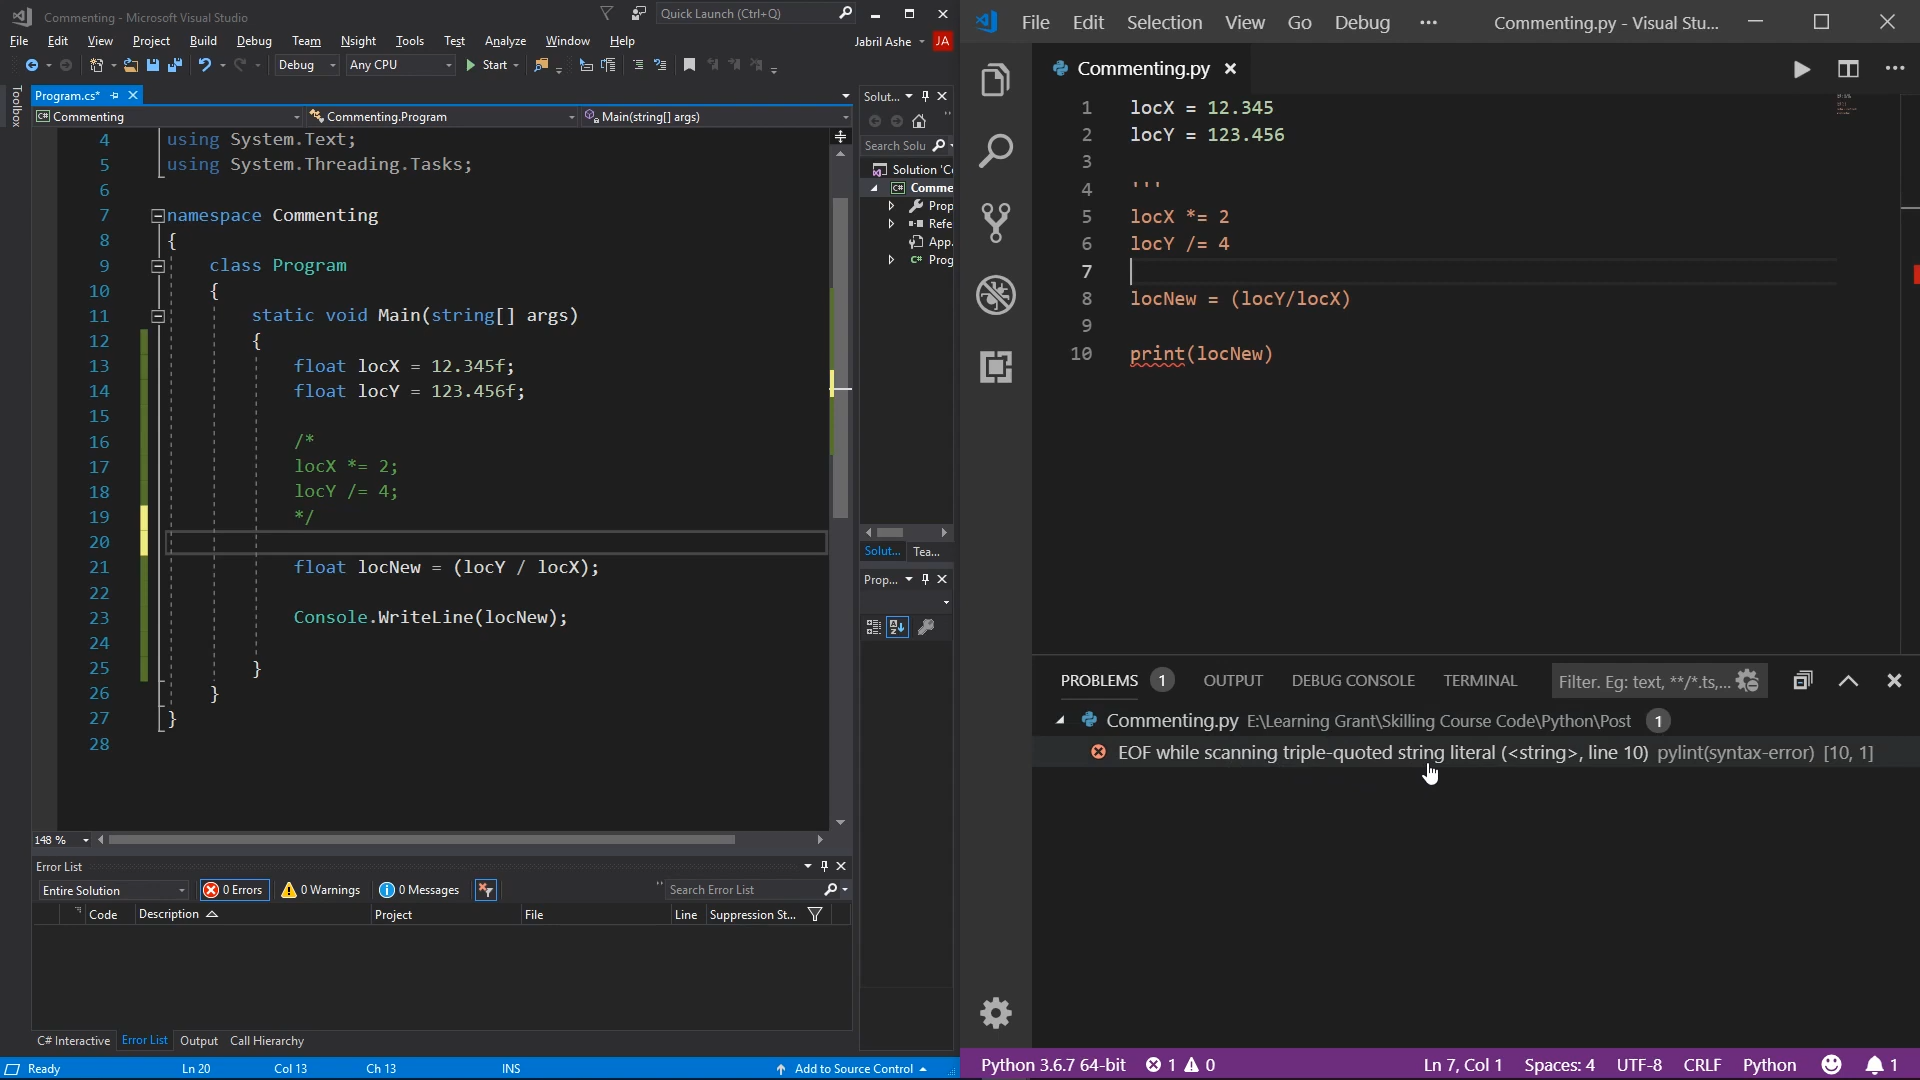 Commenting - Microsoft Visual Studio
Quick Launch (Ctrl+Q)
File Edit View Project Build Debug Team Nsight Tools Test Analyze Window Help
Jabril Ashe JA
Debug Any CPU Start
Toolbox
Program.cs*
Commenting Commenting.Program Main(string[] args)
4 using System.Text;
5 using System.Threading.Tasks;
6
7 namespace Commenting
8 {
9 class Program
10 {
11 static void Main(string[] args)
12 {
13 float locX = 12.345f;
14 float locY = 123.456f;
15
16 /*
17 locX *= 2;
18 locY /= 4;
19 */
20
21 float locNew = (locY / locX);
22
23 Console.WriteLine(locNew);
24
25 }
26 }
27 }
28
148 %
Solut...
Search Solu
Solution 'C
C# Comme
Prop
Refe
App.
C# Prog
Solut... Tea...
Prop...
Error List
Entire Solution 0 Errors 0 Warnings 0 Messages Search Error List
Code Description Project File Line Suppression St...
C# Interactive Error List Output Call Hierarchy
Ready Ln 20 Col 13 Ch 13 INS Add to Source Control
File Edit Selection View Go Debug ... Commenting.py - Visual Stu...
Commenting.py
1 locX = 12.345
2 locY = 123.456
3
4 '''
5 locX *= 2
6 locY /= 4
7
8 locNew = (locY/locX)
9
10 print(locNew)
PROBLEMS 1 OUTPUT DEBUG CONSOLE TERMINAL Filter. Eg: text, **/*.ts,...
Commenting.py E:\Learning Grant\Skilling Course Code\Python\Post 1
EOF while scanning triple-quoted string literal (<string>, line 10) pylint(syntax-error) [10, 1]
Python 3.6.7 64-bit 1 0 Ln 7, Col 1 Spaces: 4 UTF-8 CRLF Python 1